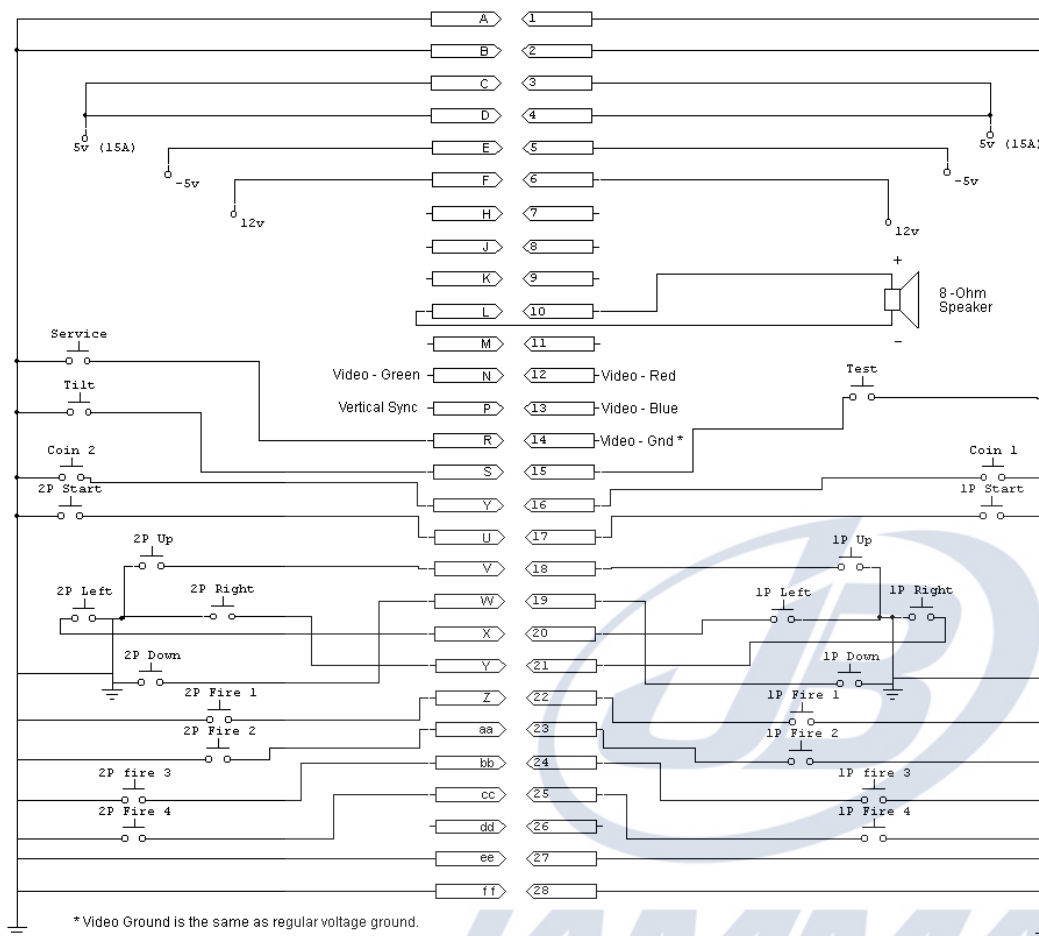 A 1
B 2
C 3
D 4
5v (15A) 5v (15A)
E 5
-5v -5v
F 6
12v 12v
H 7
J 8
+
K 9
8-Ohm
Speaker
L 10
Service
M 11
−
Video - Green N 12 Video - Red
Test
Tilt
Vertical Sync P 13 Video - Blue
R 14 Video - Gnd *
Coin 2 Coin 1
S 15
2P Start 1P Start
Y 16
U 17
2P Up 1P Up
V 18
2P Left 2P Right 1P Left 1P Right
W 19
X 20
2P Down 1P Down
Y 21
2P Fire 1 1P Fire 1
Z 22
2P Fire 2 1P Fire 2
aa 23
bb 24
2P fire 3 1P fire 3
cc 25
2P Fire 4 1P Fire 4
dd 26
ee 27
ff 28
* Video Ground is the same as regular voltage ground.
JB
JAMMA